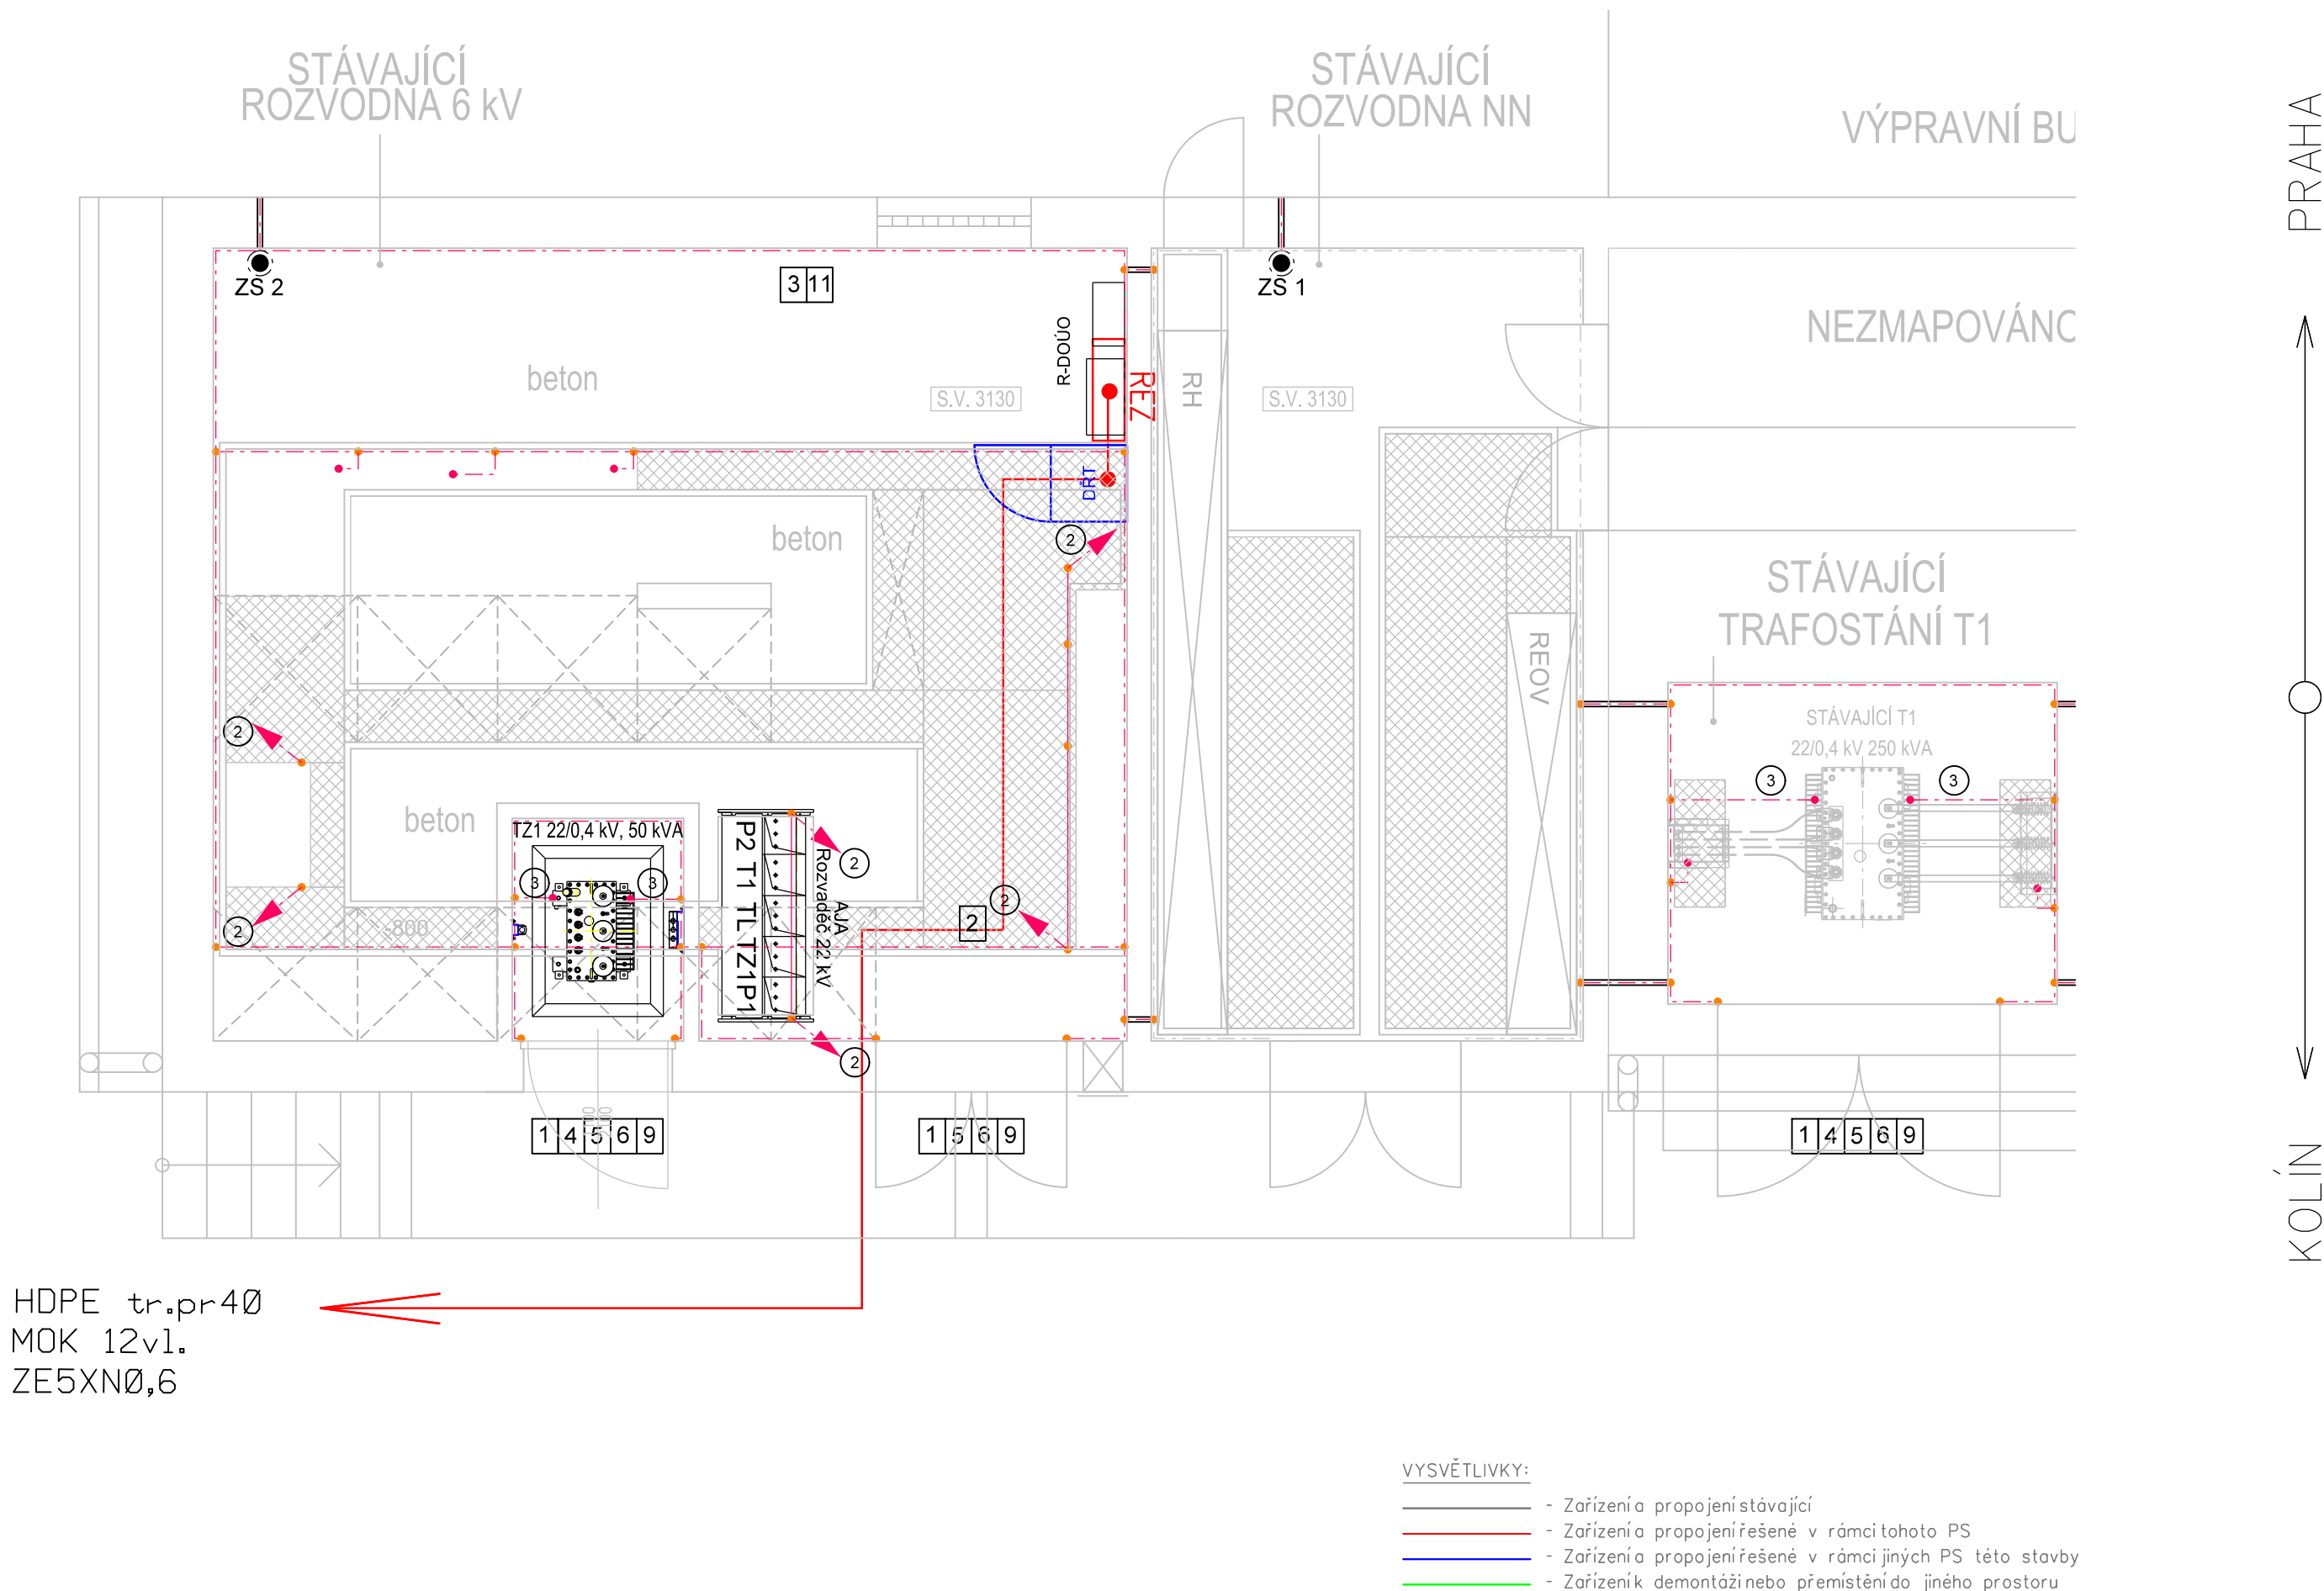 STÁVAJÍCÍ
ROZVODNA 6 kV
STÁVAJÍCÍ
ROZVODNA NN
VÝPRAVNÍ BU
PRAHA
ZS 2
3 11
ZS 1
R-DOÚO
REZ
RH
NEZMAPOVÁNO
beton
S.V. 3130
S.V. 3130
DŘT
beton
2
STÁVAJÍCÍ
TRAFOSTÁNÍ T1
REOV
STÁVAJÍCÍ T1
22/0,4 kV 250 kVA
2
3
3
beton
TZ1 22/0,4 kV, 50 kVA
P2 T1 TL TZ1 P1
AJA
Rozvaděč 22 kV
2
3
3
2
2
2
-800
2
1 4 5 6 9
1 5 6 9
1 4 5 6 9
KOLÍN
HDPE tr.pr40
MOK 12vl.
ZE5XN0,6
VYSVĚTLIVKY:
- Zařízení a propojení stávající
- Zařízení a propojení řešené v rámci tohoto PS
- Zařízení a propojení řešené v rámci jiných PS této stavby
- Zařízení k demontáži nebo přemístění do jiného prostoru